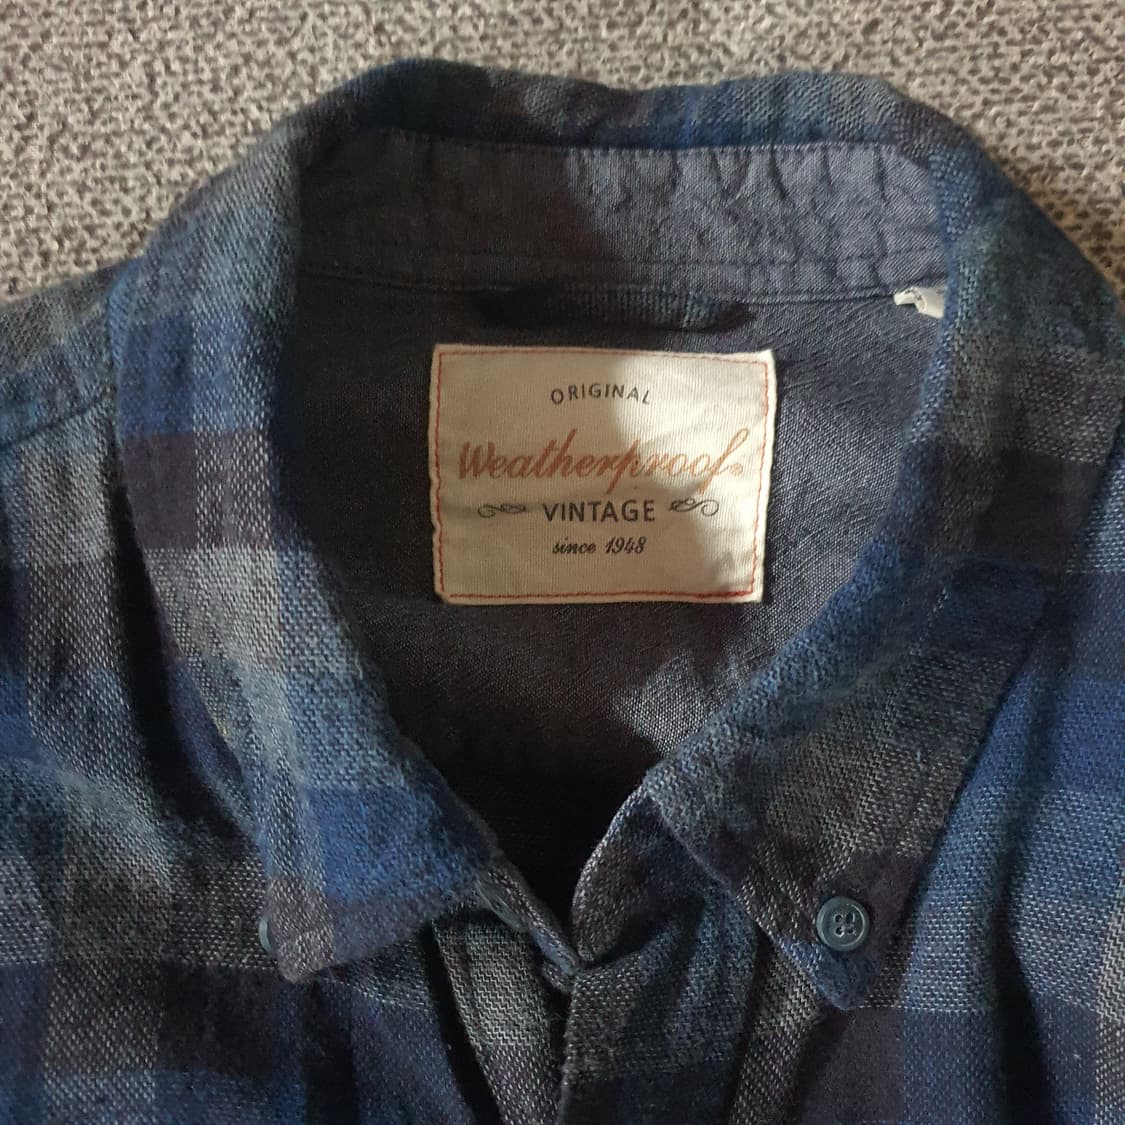 ORIGINAL
Weatherproof®
VINTAGE
since 1948